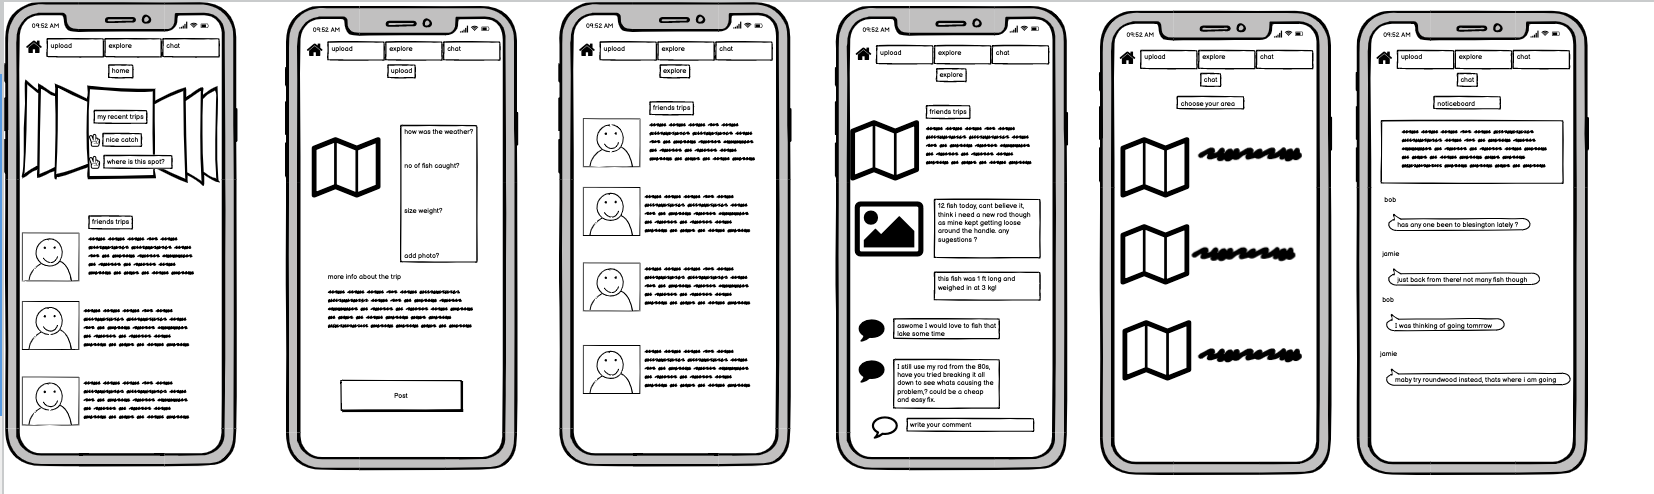 09:52 AM
upload
explore
chat
home
my recent trips
nice catch
where is this spot?
friends trips
09:52 AM
upload
explore
chat
upload
how was the weather?
no of fish cought?
size weight?
add photo?
more info about the trip
Post
09:52 AM
upload
explore
chat
explore
friends trips
09:52 AM
upload
explore
chat
explore
friends trips
12 fish today, cant believe it,
think i need a new rod though
as mine kept getting loose
around the handle. any
sugestions ?
this fish was 1 ft long and
weighed in at 3 kg!
aswome I would love to fish that
lake some time
I still use my rod from the 80s,
have you tried breaking it all
down to see whats causing the
problem,? could be a cheap
and easy fix.
write your comment
09:52 AM
upload
explore
chat
chat
choose your area
09:52 AM
upload
explore
chat
chat
noticeboard
bob
has any one been to blesington lately ?
jamie
just back from there! not many fish though
bob
I was thinking of going tomrrow
jamie
maby try roundwood instead, thats where i am going